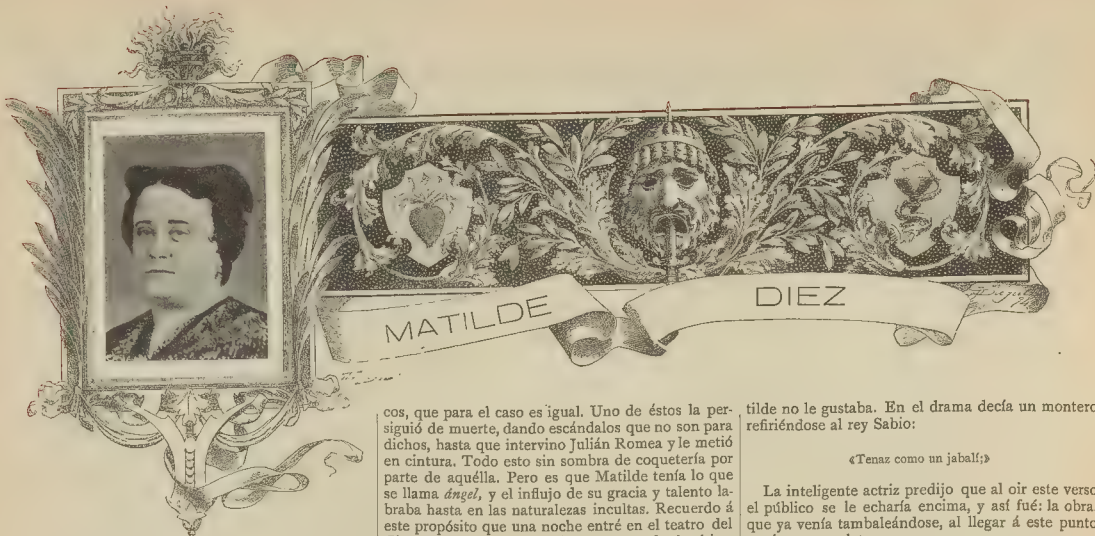 MATILDE DIEZ
cos, que para el caso es igual. Uno de éstos la per-
siguió de muerte, dando escándalos que no son para
dichos, hasta que intervino Julián Romea y le metió
en cintura. Todo esto sin sombra de coquetería por
parte de aquélla. Pero es que Matilde tenía lo que
se llama ángel, y el influjo de su gracia y talento la-
braba hasta en las naturalezas incultas. Recuerdo á
este propósito que una noche entré en el teatro del
tilde no le gustaba. En el drama decía un montero
refiriéndose al rey Sabio:
«Tenaz como un jabalí;»
La inteligente actriz predijo que al oir este verso
el público se le echaría encima, y así fué: la obra,
que ya venía tambaleándose, al llegar á este punto